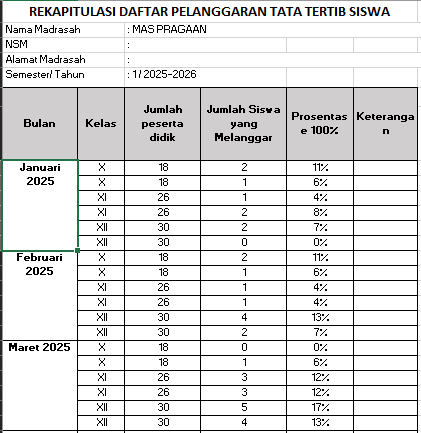 REKAPITULASI DAFTAR PELANGGARAN TATA TERTIB SISWA
Nama Madrasah : MAS PRAGAAN
NSM :
Alamat Madrasah :
Semester/ Tahun : 1/ 2025-2026
Bulan Kelas Jumlah peserta didik Jumlah Siswa yang Melanggar Prosentase 100% Keterangan
Januari 2025 X 18 2 11%
X 18 1 6%
XI 26 1 4%
XI 26 2 8%
XII 30 2 7%
XII 30 0 0%
Februari 2025 X 18 2 11%
X 18 1 6%
XI 26 1 4%
XI 26 1 4%
XII 30 4 13%
XII 30 2 7%
Maret 2025 X 18 0 0%
X 18 1 6%
XI 26 3 12%
XI 26 3 12%
XII 30 5 17%
XII 30 4 13%